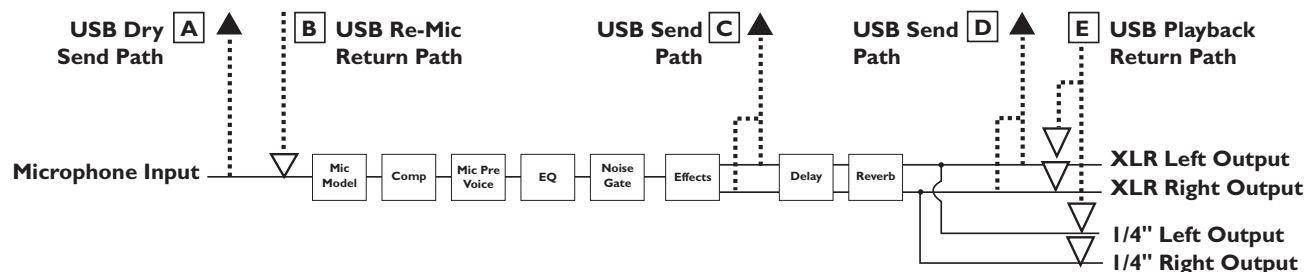 USB Dry A
Send Path
B USB Re-Mic
Return Path
USB Send C
Path
USB Send D
Path
E USB Playback
Return Path
Microphone Input
Mic
Model
Comp
Mic Pre
Voice
EQ
Noise
Gate
Effects
Delay
Reverb
XLR Left Output
XLR Right Output
1/4" Left Output
1/4" Right Output